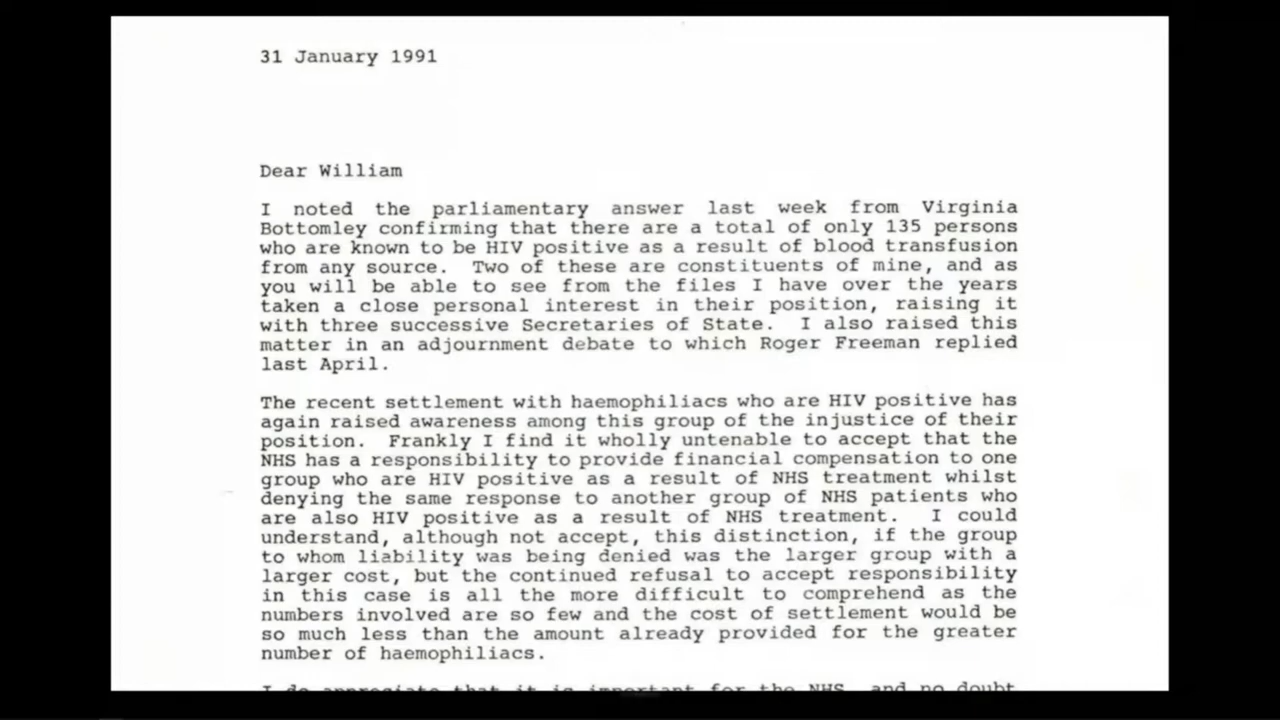 31 January 1991
Dear William
I noted the parliamentary answer last week from Virginia
Bottomley confirming that there are a total of only 135 persons
who are known to be HIV positive as a result of blood transfusion
from any source. Two of these are constituents of mine, and as
you will be able to see from the files I have over the years
taken a close personal interest in their position, raising it
with three successive Secretaries of State. I also raised this
matter in an adjournment debate to which Roger Freeman replied
last April.
The recent settlement with haemophiliacs who are HIV positive has
again raised awareness among this group of the injustice of their
position. Frankly I find it wholly untenable to accept that the
NHS has a responsibility to provide financial compensation to one
group who are HIV positive as a result of NHS treatment whilst
denying the same response to another group of NHS patients who
are also HIV positive as a result of NHS treatment. I could
understand, although not accept, this distinction, if the group
to whom liability was being denied was the larger group with a
larger cost, but the continued refusal to accept responsibility
in this case is all the more difficult to comprehend as the
numbers involved are so few and the cost of settlement would be
so much less than the amount already provided for the greater
number of haemophiliacs.
I do appreciate that it is important for the NHS, and no doubt